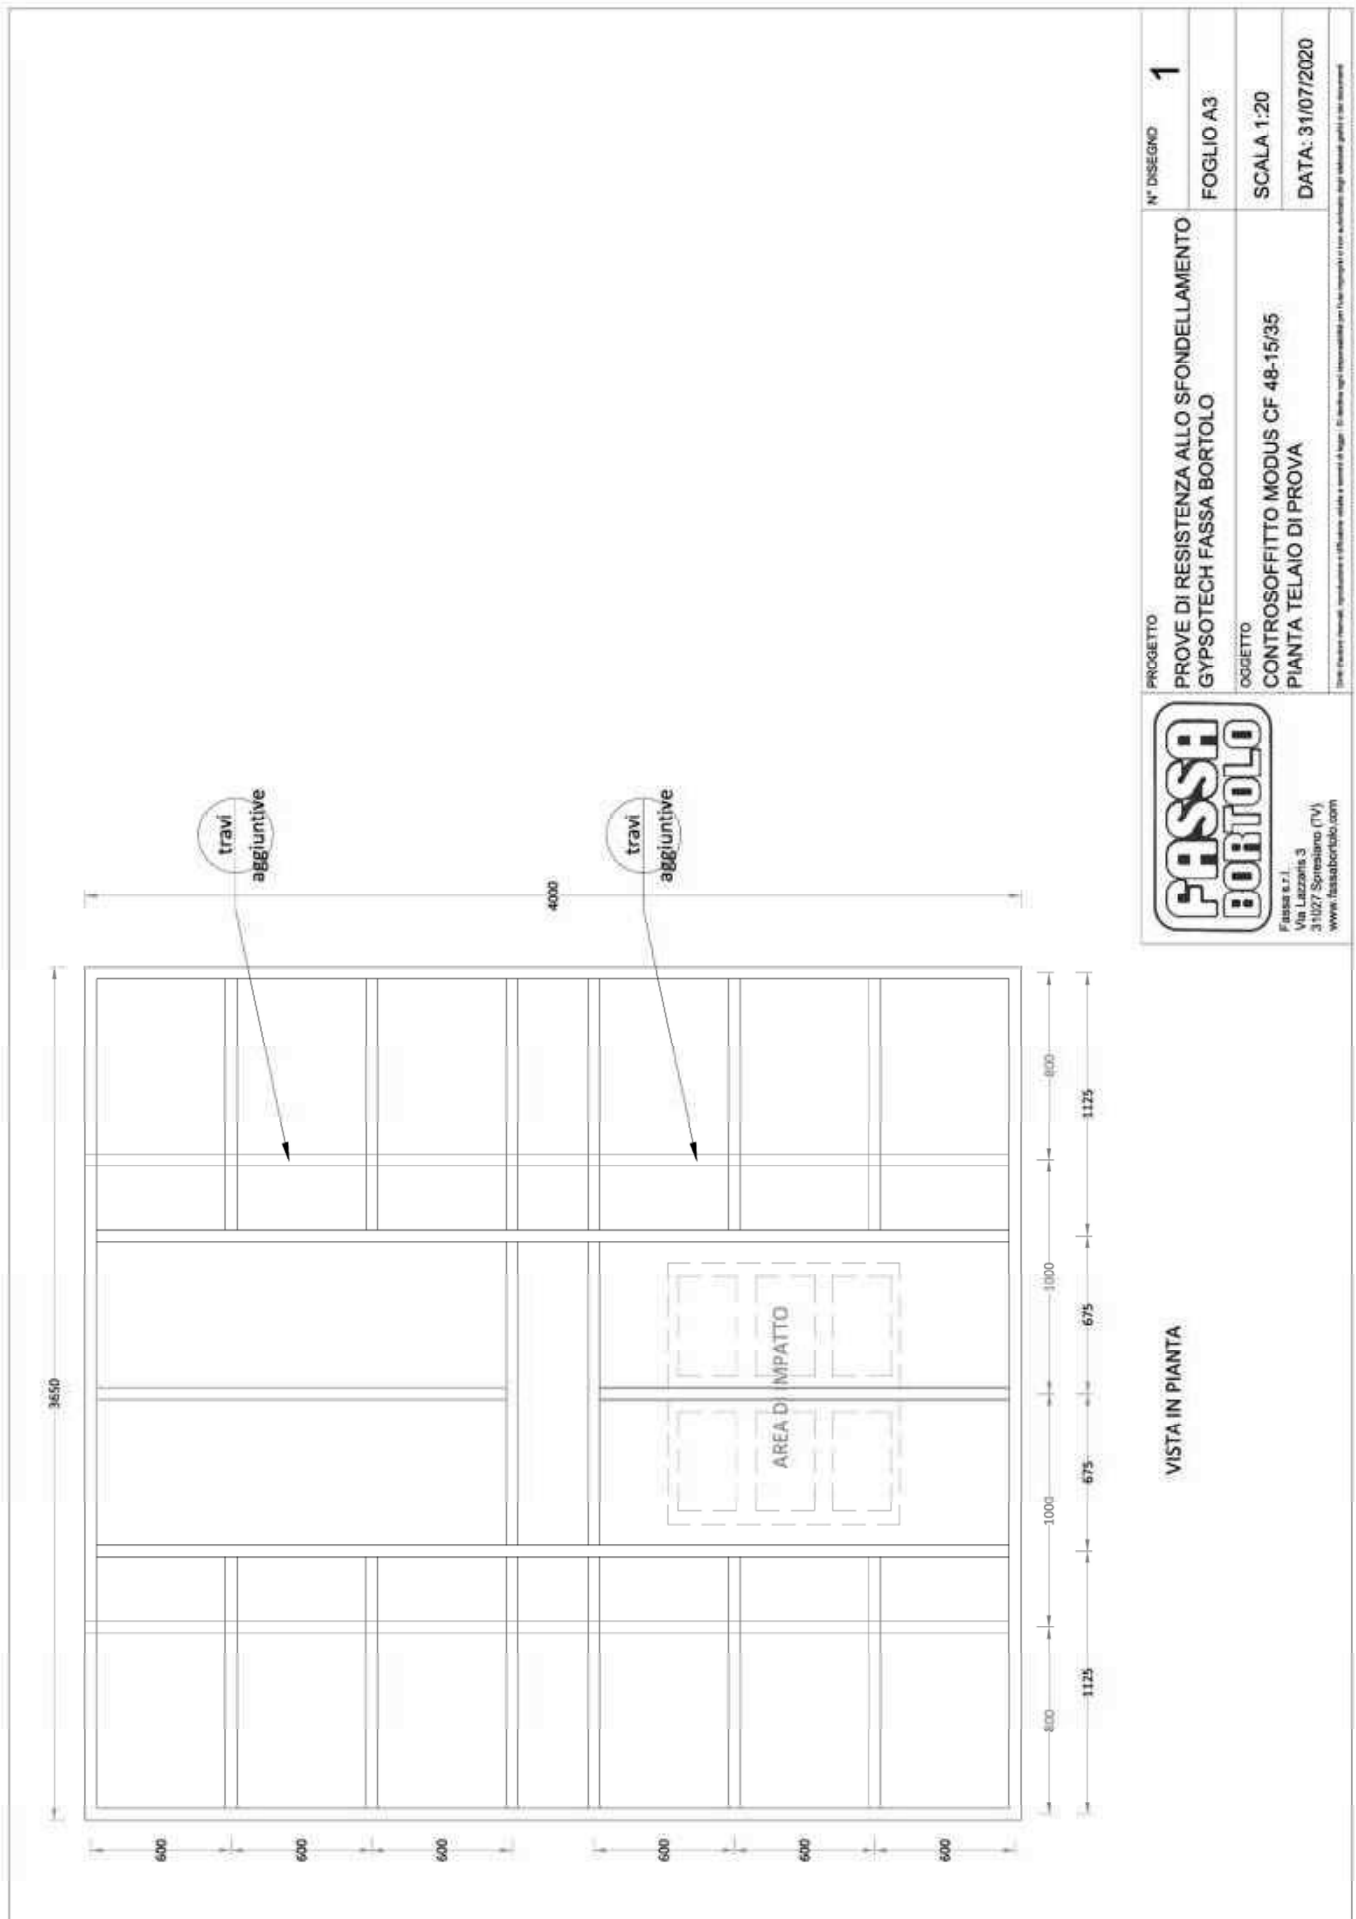 3650
travi
aggiuntive
travi
aggiuntive
4000
600
600
600
600
600
600
AREA DI IMPATTO
800
1000
1000
800
1125
675
675
1125
VISTA IN PIANTA
FASSA
BORTOLO
Fassa s.r.l.
Via Lazzaris 3
31027 Spresiano (TV)
www.fassabortolo.com
PROGETTO
PROVE DI RESISTENZA ALLO SFONDELLAMENTO
GYPSOTECH FASSA BORTOLO
OGGETTO
CONTROSOFFITTO MODUS CF 48-15/35
PIANTA TELAIO DI PROVA
N° DISEGNO
1
FOGLIO A3
SCALA 1:20
DATA: 31/07/2020